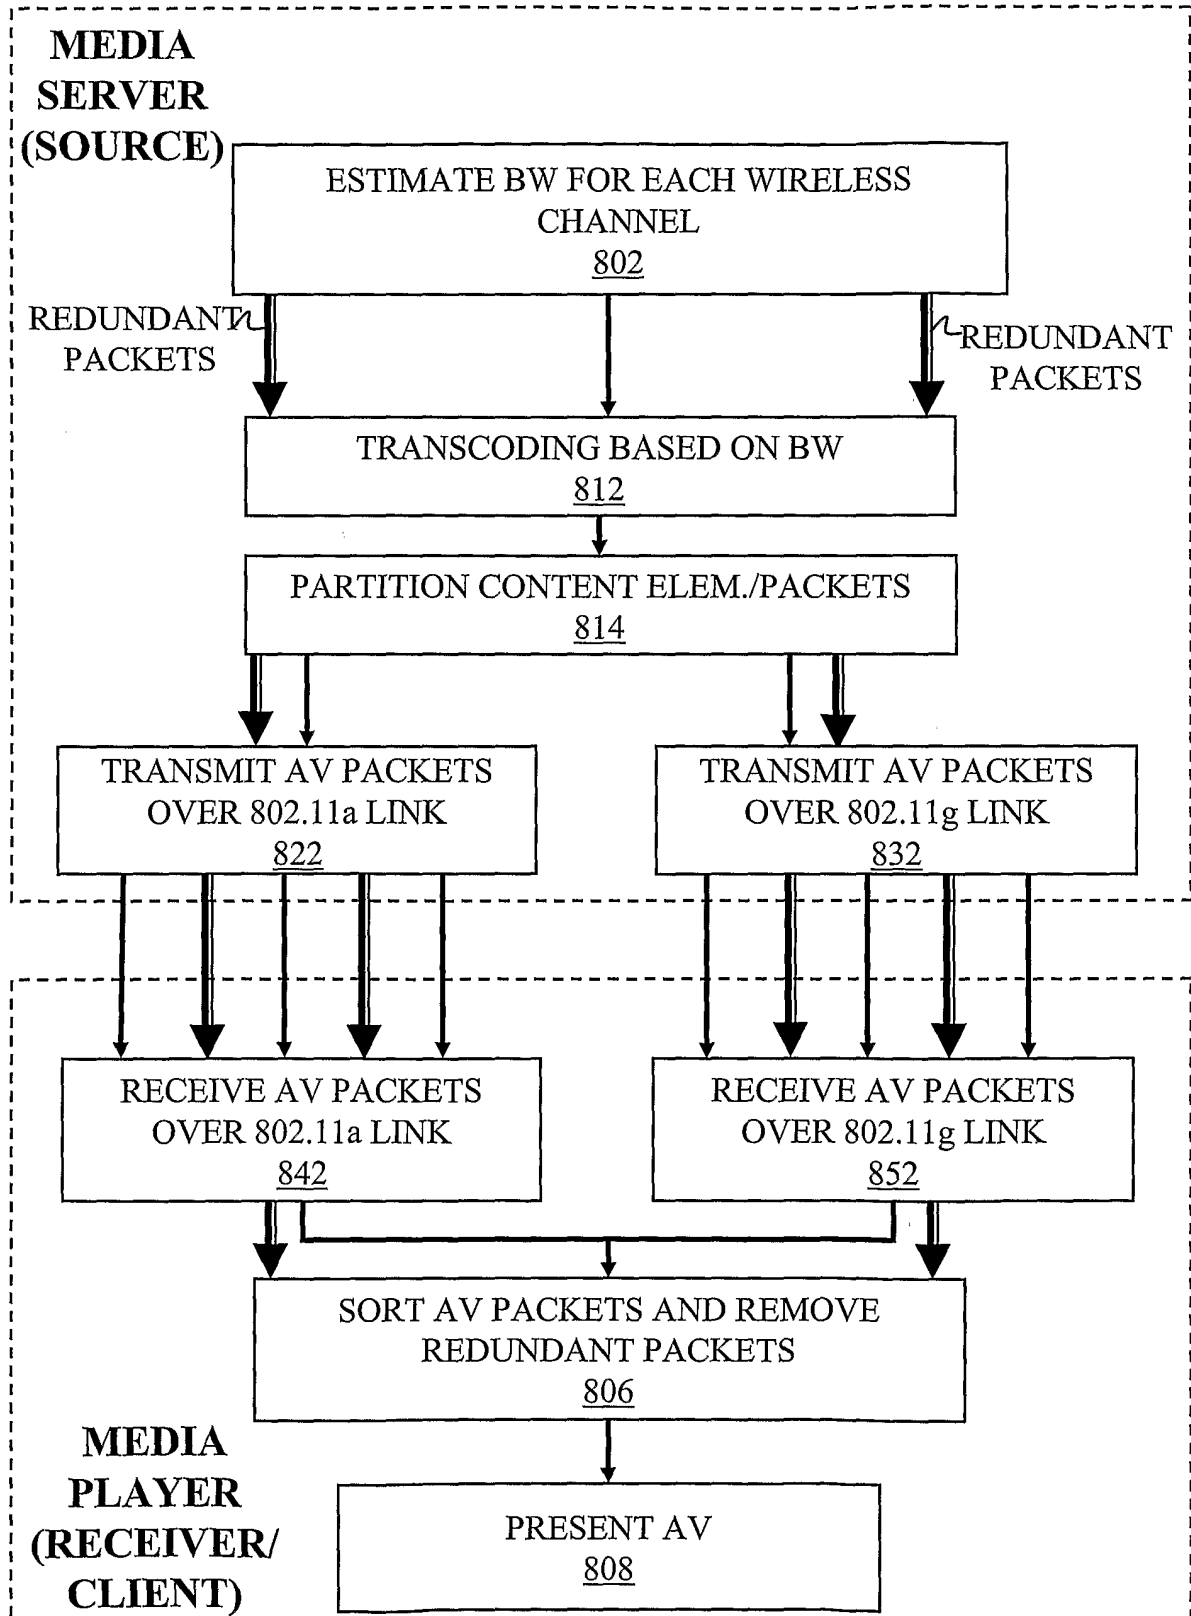 MEDIA
SERVER
(SOURCE)
ESTIMATE BW FOR EACH WIRELESS
CHANNEL
802
REDUNDANT
PACKETS
REDUNDANT
PACKETS
TRANSCODING BASED ON BW
812
PARTITION CONTENT ELEM./PACKETS
814
TRANSMIT AV PACKETS
OVER 802.11a LINK
822
TRANSMIT AV PACKETS
OVER 802.11g LINK
832
RECEIVE AV PACKETS
OVER 802.11a LINK
842
RECEIVE AV PACKETS
OVER 802.11g LINK
852
SORT AV PACKETS AND REMOVE
REDUNDANT PACKETS
806
MEDIA
PLAYER
(RECEIVER/
CLIENT)
PRESENT AV
808